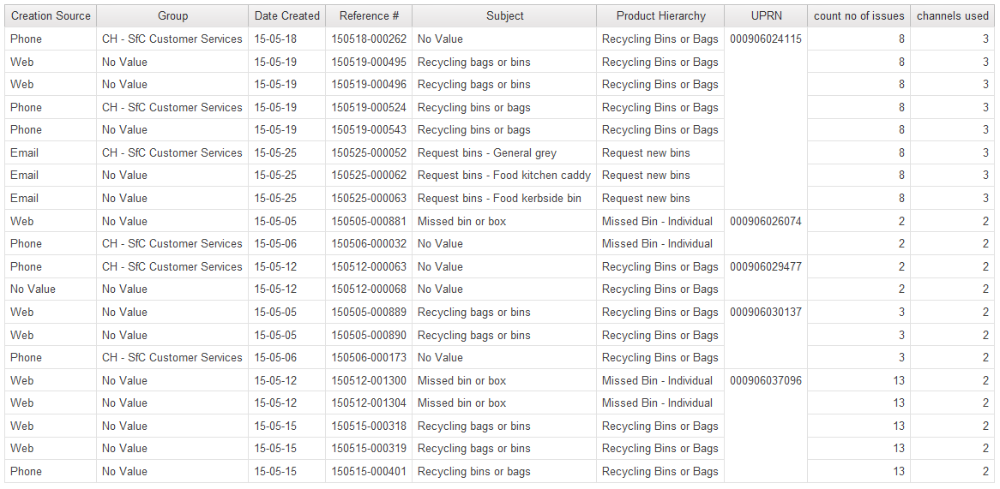 Creation Source Group Date Created Reference # Subject Product Hierarchy UPRN count no of issues channels used
Phone CH - SfC Customer Services 15-05-18 150518-000262 No Value Recycling Bins or Bags 000906024115 8 3
Web No Value 15-05-19 150519-000495 Recycling bags or bins Recycling Bins or Bags 8 3
Web No Value 15-05-19 150519-000496 Recycling bags or bins Recycling Bins or Bags 8 3
Phone CH - SfC Customer Services 15-05-19 150519-000524 Recycling bins or bags Recycling Bins or Bags 8 3
Phone No Value 15-05-19 150519-000543 Recycling bins or bags Recycling Bins or Bags 8 3
Email CH - SfC Customer Services 15-05-25 150525-000052 Request bins - General grey Request new bins 8 3
Email No Value 15-05-25 150525-000062 Request bins - Food kitchen caddy Request new bins 8 3
Email No Value 15-05-25 150525-000063 Request bins - Food kerbside bin Request new bins 8 3
Web No Value 15-05-05 150505-000881 Missed bin or box Missed Bin - Individual 000906026074 2 2
Phone CH - SfC Customer Services 15-05-06 150506-000032 No Value Missed Bin - Individual 2 2
Phone CH - SfC Customer Services 15-05-12 150512-000063 No Value Recycling Bins or Bags 000906029477 2 2
No Value No Value 15-05-12 150512-000068 No Value Recycling Bins or Bags 2 2
Web No Value 15-05-05 150505-000889 Recycling bags or bins Recycling Bins or Bags 000906030137 3 2
Web No Value 15-05-05 150505-000890 Recycling bags or bins Recycling Bins or Bags 3 2
Phone CH - SfC Customer Services 15-05-06 150506-000173 No Value Recycling Bins or Bags 3 2
Web No Value 15-05-12 150512-001300 Missed bin or box Missed Bin - Individual 000906037096 13 2
Web No Value 15-05-12 150512-001304 Missed bin or box Missed Bin - Individual 13 2
Web No Value 15-05-15 150515-000318 Recycling bags or bins Recycling Bins or Bags 13 2
Web No Value 15-05-15 150515-000319 Recycling bags or bins Recycling Bins or Bags 13 2
Phone No Value 15-05-15 150515-000401 Recycling bins or bags Recycling Bins or Bags 13 2